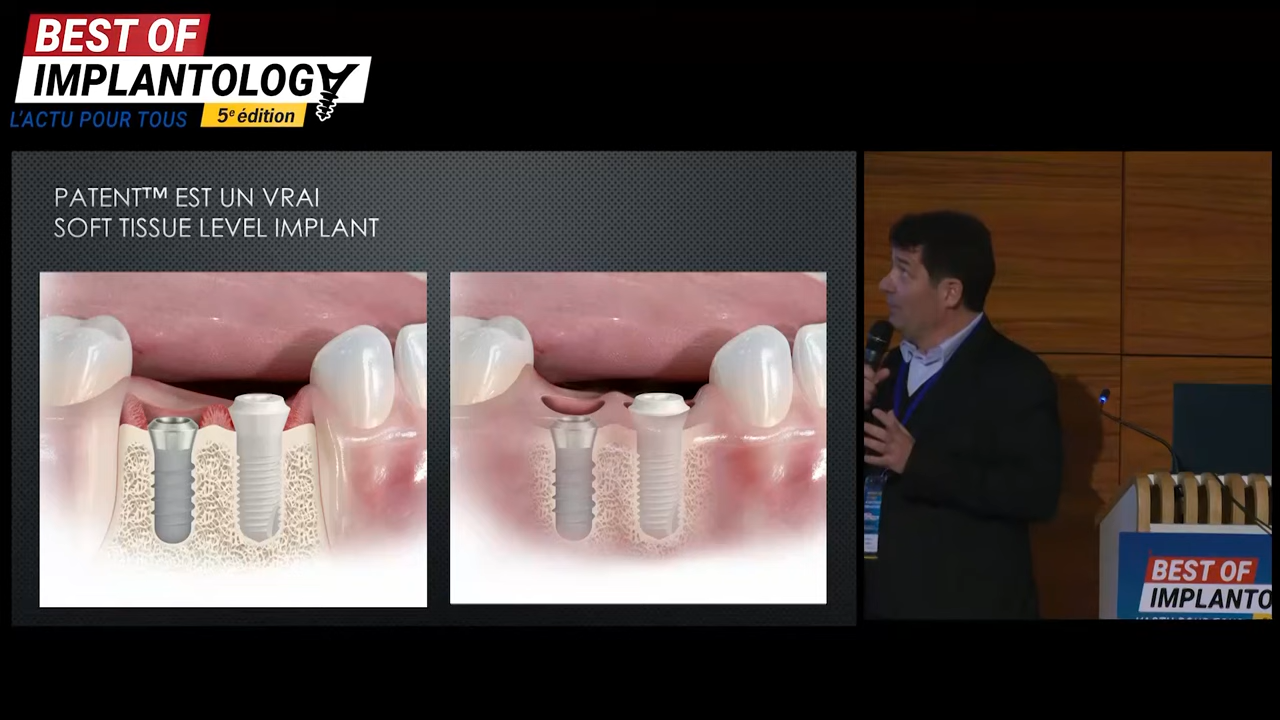 BEST OF
IMPLANTOLOGY
L'ACTU POUR TOUS
5e édition
PATENT™ EST UN VRAI
SOFT TISSUE LEVEL IMPLANT
BEST OF
IMPLANTO